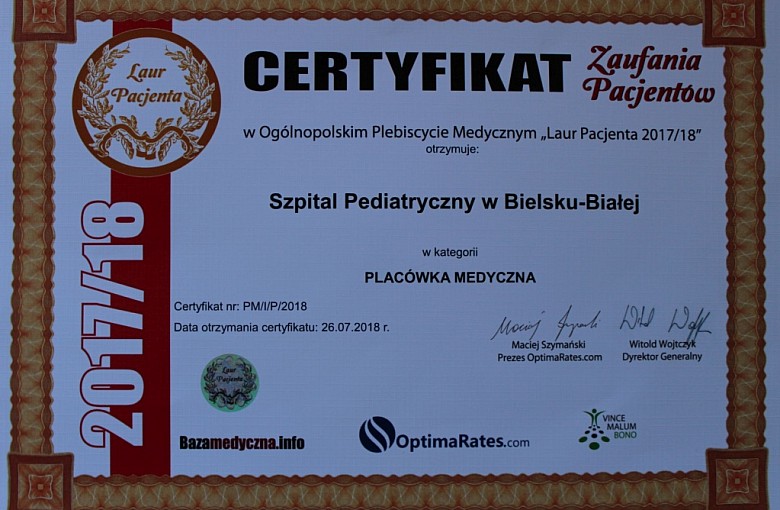 Laur
Pacjenta
CERTYFIKAT
Zaufania
Pacjentów
w Ogólnopolskim Plebiscycie Medycznym „Laur Pacjenta 2017/18”
otrzymuje:
Szpital Pediatryczny w Bielsku-Białej
w kategorii
PLACÓWKA MEDYCZNA
2017/18
Certyfikat nr: PM/I/P/2018
Data otrzymania certyfikatu: 26.07.2018 r.
Maciej Szymański
Prezes OptimaRates.com
Witold Wojtczyk
Dyrektor Generalny
Laur
Pacjenta
Bazamedyczna.info
OptimaRates.com
VINCE
MALUM
BONO